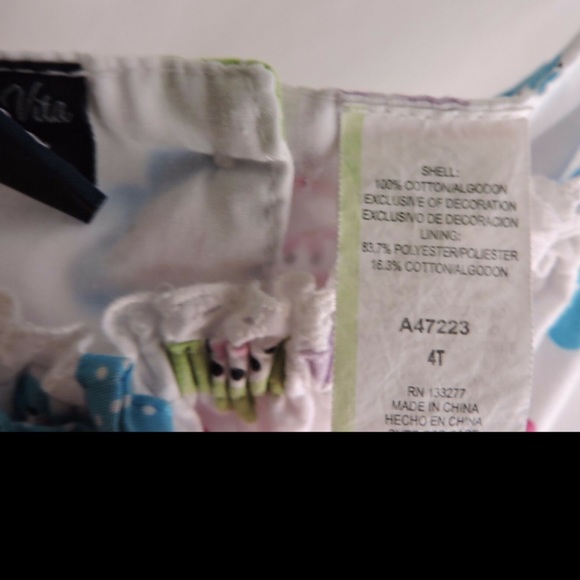 Vita
SHELL:
100% COTTON/ALGODON
EXCLUSIVE OF DECORATION
EXCLUSIVO DE DECORACION
LINING:
83.7% POLYESTER/POLIESTER
16.3% COTTON/ALGODON
A47223
4T
RN 133277
MADE IN CHINA
HECHO EN CHINA